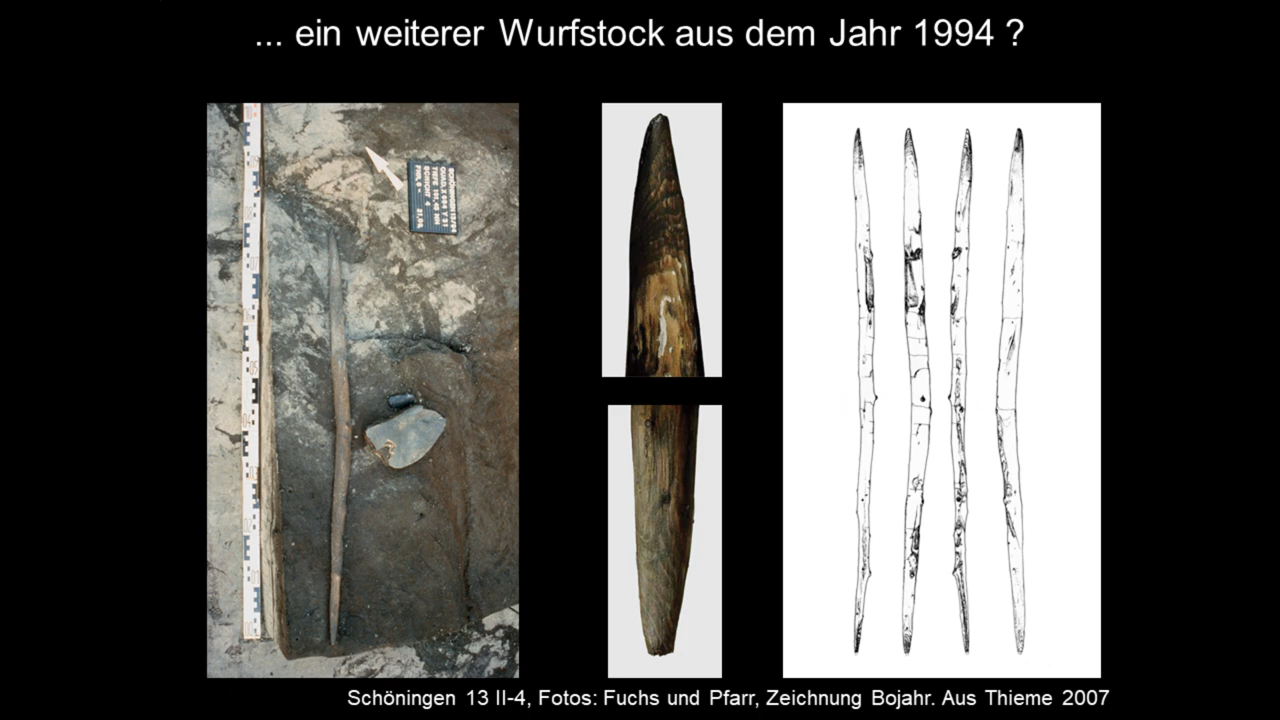 ... ein weiterer Wurfstock aus dem Jahr 1994 ?
Schöningen 13 II-4, Fotos: Fuchs und Pfarr, Zeichnung Bojahr. Aus Thieme 2007